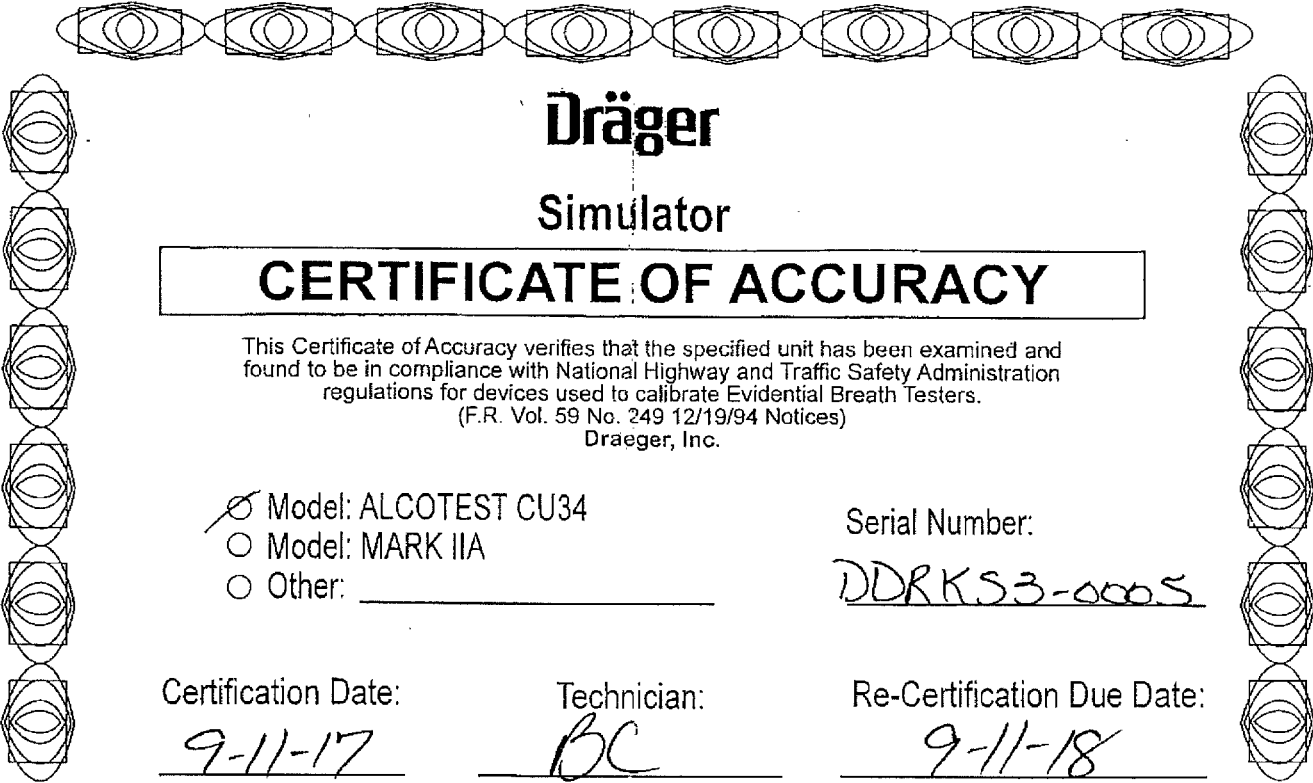 Dräger
Simulator
CERTIFICATE OF ACCURACY
This Certificate of Accuracy verifies that the specified unit has been examined and
found to be in compliance with National Highway and Traffic Safety Administration
regulations for devices used to calibrate Evidential Breath Testers.
(F.R. Vol. 59 No. 249 12/19/94 Notices)
Draeger, Inc.
Model: ALCOTEST CU34
Model: MARK IIA
Other:
Serial Number:
DDRKS3-0005
Certification Date:
9-11-17
Technician:
BC
Re-Certification Due Date:
9-11-18